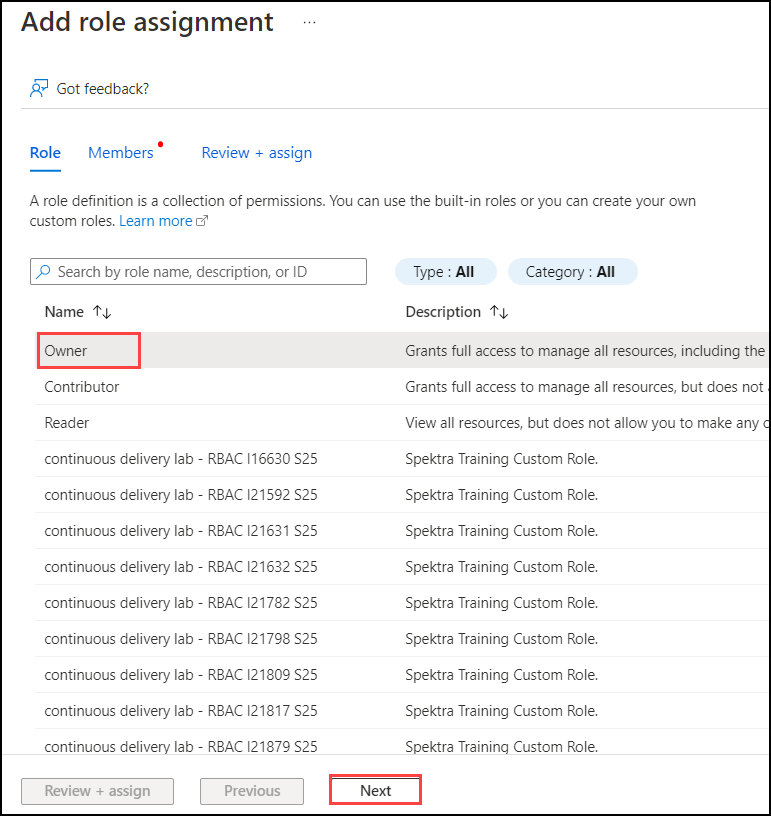 Add role assignment ...
Got feedback?
Role Members Review + assign
A role definition is a collection of permissions. You can use the built-in roles or you can create your own
custom roles. Learn more
Search by role name, description, or ID Type : All Category : All
Name Description
Owner Grants full access to manage all resources, including the
Contributor Grants full access to manage all resources, but does not
Reader View all resources, but does not allow you to make any
continuous delivery lab - RBAC I16630 S25 Spektra Training Custom Role.
continuous delivery lab - RBAC I21592 S25 Spektra Training Custom Role.
continuous delivery lab - RBAC I21631 S25 Spektra Training Custom Role.
continuous delivery lab - RBAC I21632 S25 Spektra Training Custom Role.
continuous delivery lab - RBAC I21782 S25 Spektra Training Custom Role.
continuous delivery lab - RBAC I21798 S25 Spektra Training Custom Role.
continuous delivery lab - RBAC I21809 S25 Spektra Training Custom Role.
continuous delivery lab - RBAC I21817 S25 Spektra Training Custom Role.
continuous delivery lab - RBAC I21879 S25 Spektra Training Custom Role.
Review + assign Previous Next